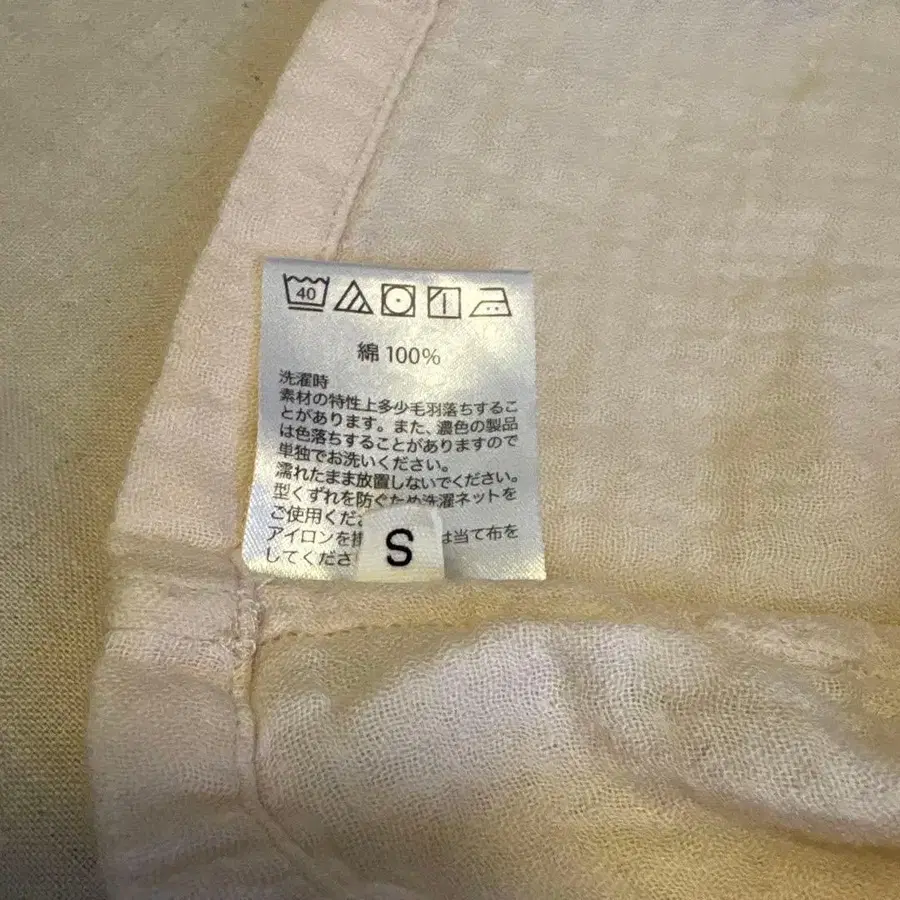 40
綿 100%
洗濯時
素材の特性上多少毛羽落ちするこ
とがあります。また、濃色の製品
は色落ちすることがありますので
単独でお洗いください。
濡れたまま放置しないでください。
型くずれを防ぐため洗濯ネットを
ご使用くだ
アイロンを掛 は当て布を
してくださ
S